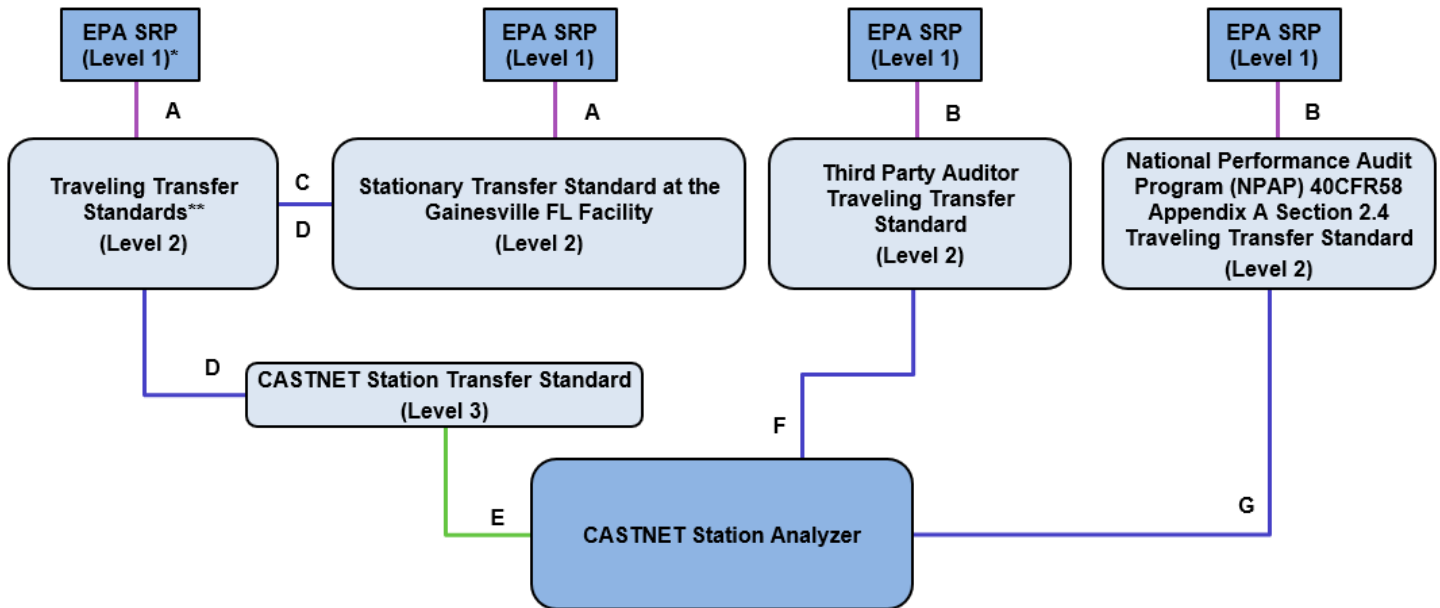 EPA SRP
(Level 1)*
EPA SRP
(Level 1)
EPA SRP
(Level 1)
EPA SRP
(Level 1)
A
A
B
B
Traveling Transfer
Standards**
(Level 2)
C
D
Stationary Transfer Standard at the
Gainesville FL Facility
(Level 2)
Third Party Auditor
Traveling Transfer
Standard
(Level 2)
National Performance Audit
Program (NPAP) 40CFR58
Appendix A Section 2.4
Traveling Transfer Standard
(Level 2)
D
CASTNET Station Transfer Standard
(Level 3)
F
E
CASTNET Station Analyzer
G